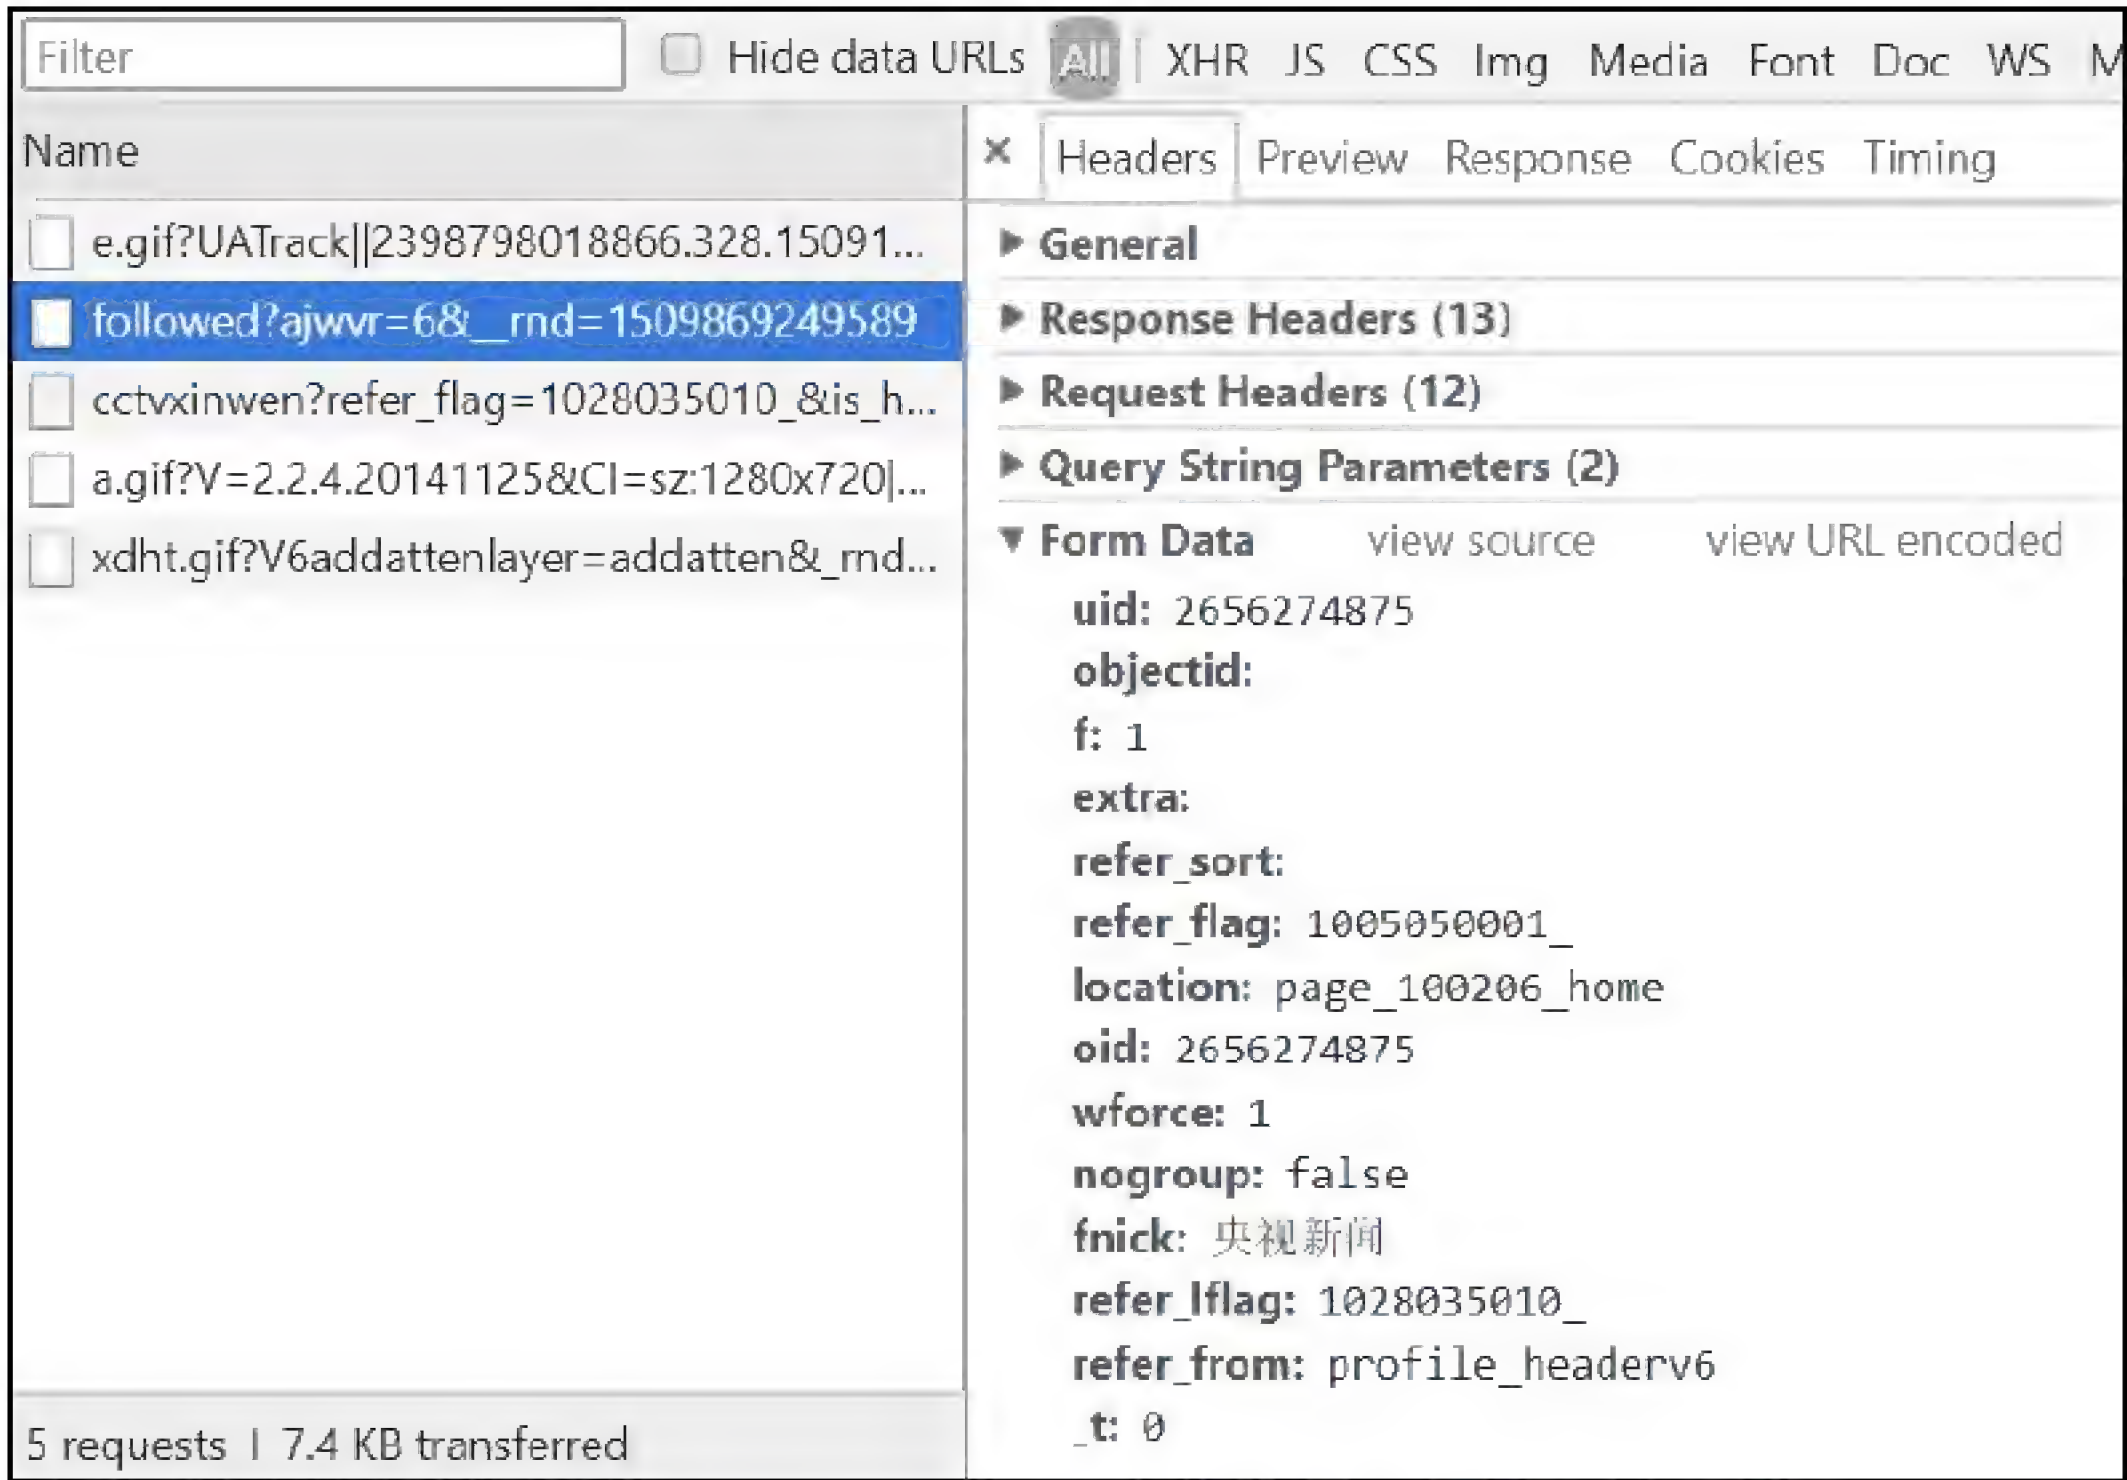 Filter Hide data URLs All XHR JS CSS Img Media Font Doc WS M
Name
e.gif?UATrack||2398798018866.328.15091...
followed?ajwvr=6&__rnd=1509869249589
cctvxinwen?refer_flag=1028035010_&is_h...
a.gif?V=2.2.4.20141125&CI=sz:1280x720|...
xdht.gif?V6addattenlayer=addatten&_rnd...
5 requests | 7.4 KB transferred
× Headers Preview Response Cookies Timing
▶ General
▶ Response Headers (13)
▶ Request Headers (12)
▶ Query String Parameters (2)
▼ Form Data view source view URL encoded
uid: 2656274875
objectid:
f: 1
extra:
refer_sort:
refer_flag: 1005050001_
location: page_100206_home
oid: 2656274875
wforce: 1
nogroup: false
fnick: 央视新闻
refer_lflag: 1028035010_
refer_from: profile_headerv6
_t: 0